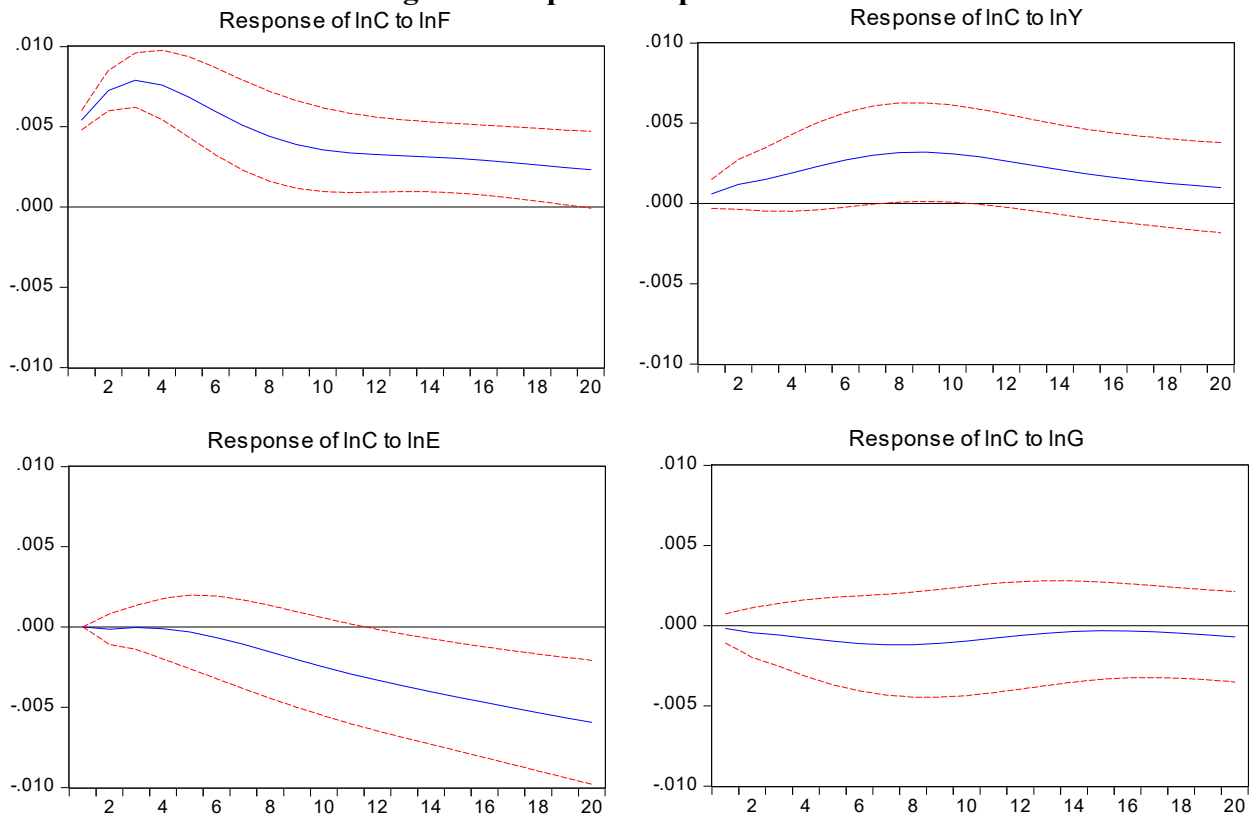 Response of lnC to lnF
.010
.005
.000
-.005
-.010
2 4 6 8 10 12 14 16 18 20
Response of lnC to lnY
.010
.005
.000
-.005
-.010
2 4 6 8 10 12 14 16 18 20
Response of lnC to lnE
.010
.005
.000
-.005
-.010
2 4 6 8 10 12 14 16 18 20
Response of lnC to lnG
.010
.005
.000
-.005
-.010
2 4 6 8 10 12 14 16 18 20